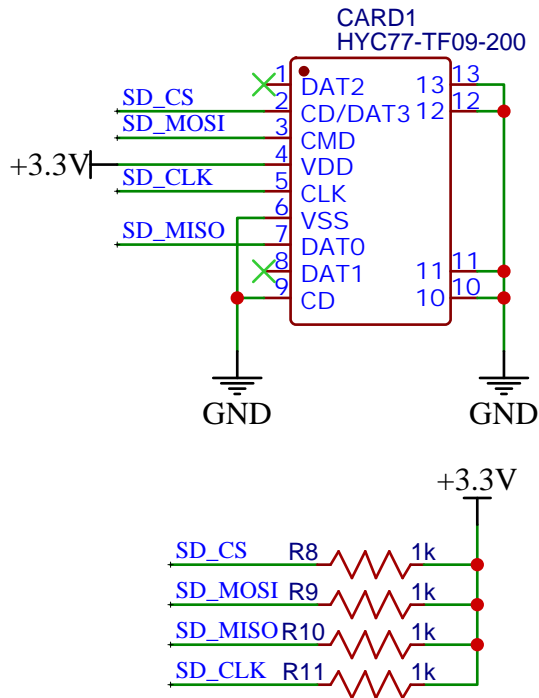 CARD1
HYC77-TF09-200
1 DAT2 13 13
SD_CS 2 CD/DAT3 12 12
SD_MOSI 3 CMD
+3.3V 4 VDD
SD_CLK 5 CLK
6 VSS
SD_MISO 7 DAT0
8 DAT1 11 11
9 CD 10 10
GND GND
+3.3V
SD_CS R8 1k
SD_MOSI R9 1k
SD_MISO R10 1k
SD_CLK R11 1k